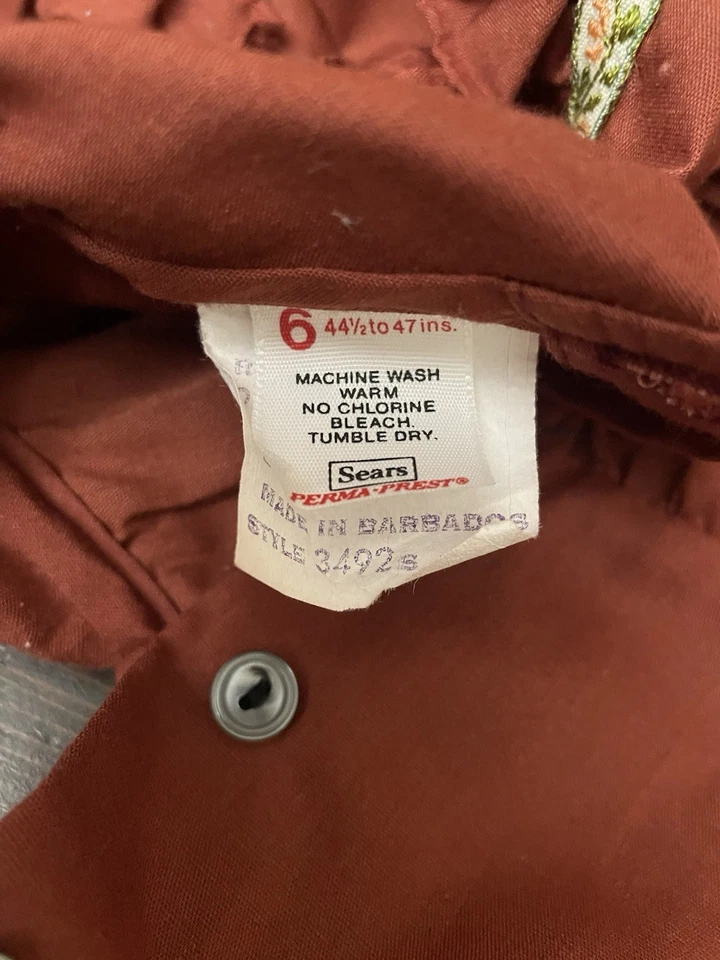 6 44½ to 47 ins.
MACHINE WASH
WARM
NO CHLORINE
BLEACH.
TUMBLE DRY.
Sears
PERMA-PREST®
MADE IN BARBADOS
STYLE 3492S